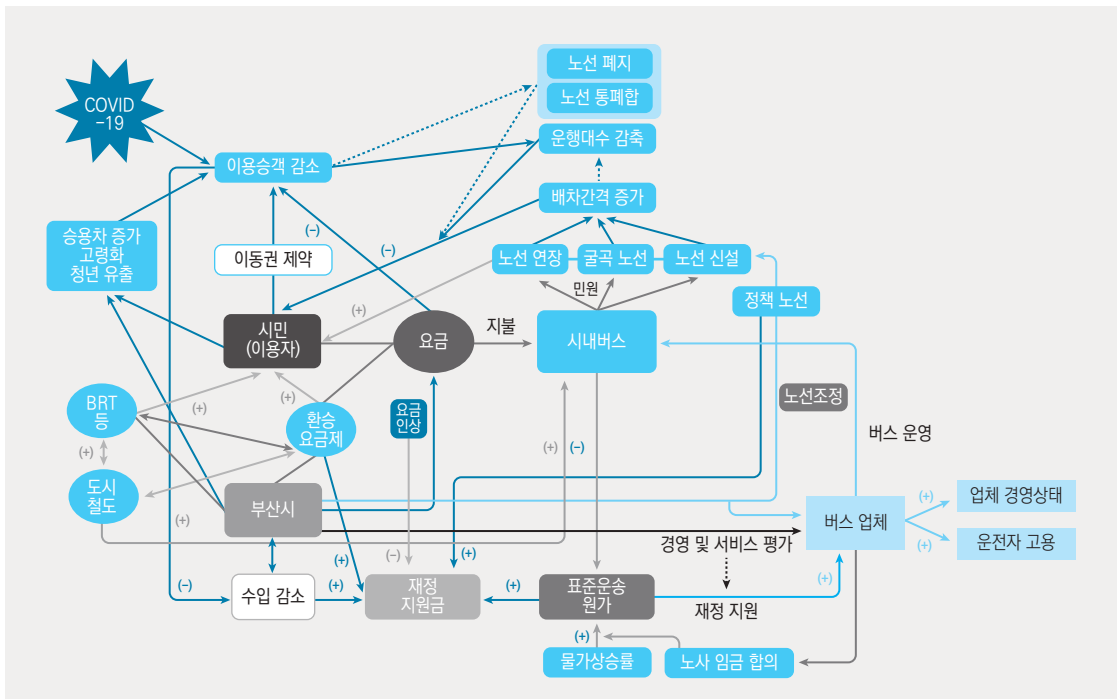 노선 폐지
노선 통폐합
COVID
-19
운행대수 감축
이용승객 감소
배차간격 증가
승용차 증가
고령화
청년 유출
(-)
(-)
이동권 제약
노선 연장
굴곡 노선
노선 신설
민원
정책 노선
(+)
시민
(이용자)
요금
지불
시내버스
BRT
등
(+)
(+)
환승
요금제
요금
인상
노선조정
버스 운영
(+)
(+)
(-)
도시
철도
부산시
(+)
버스 업체
(+)
업체 경영상태
(+)
운전자 고용
경영 및 서비스 평가
(+)
(-)
(+)
(-)
수입 감소
(+)
재정
지원금
(+)
표준운송
원가
재정 지원
(+)
(+)
물가상승률
노사 임금 합의